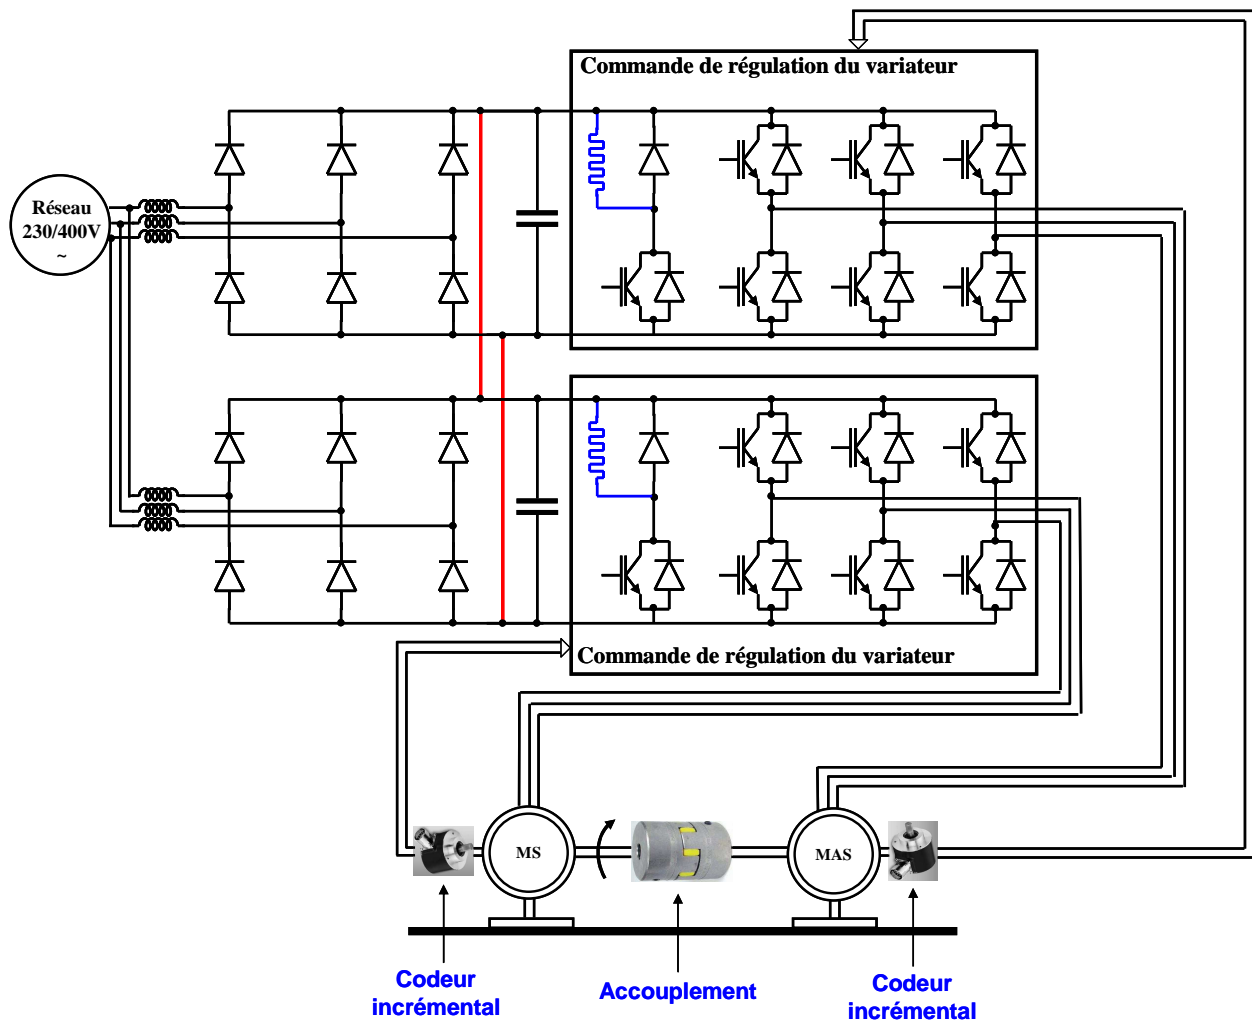 Commande de régulation du variateur
Réseau
230/400V
~
Commande de régulation du variateur
MS
MAS
Codeur
incrémental
Accouplement
Codeur
incrémental